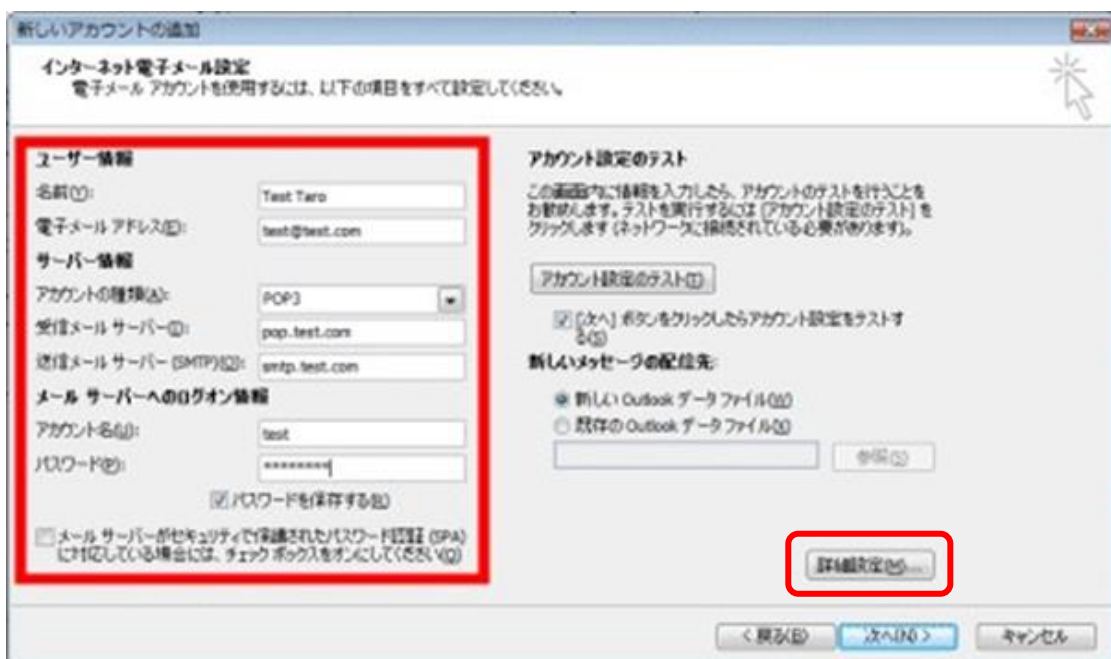 新しいアカウントの追加
インターネット電子メール設定
電子メール アカウントを使用するには、以下の項目をすべて設定してください。
ユーザー情報
名前(Y):
Test Taro
電子メール アドレス(E):
test@test.com
サーバー情報
アカウントの種類(A):
POP3
受信メール サーバー(I):
pop.test.com
送信メール サーバー (SMTP)(O):
smtp.test.com
メール サーバーへのログオン情報
アカウント名(U):
test
パスワード(P):
********
パスワードを保存する(R)
メール サーバーがセキュリティで保護されたパスワード認証 (SPA)
に対応している場合には、チェック ボックスをオンにしてください(Q)
アカウント設定のテスト
この画面内に情報を入力したら、アカウントのテストを行うことを
お勧めします。テストを実行するには [アカウント設定のテスト] を
クリックします (ネットワークに接続されている必要があります)。
アカウント設定のテスト(T)
[次へ] ボタンをクリックしたらアカウント設定をテストす
る(S)
新しいメッセージの配信先:
新しい Outlook データ ファイル(W)
既存の Outlook データ ファイル(X)
参照(S)
詳細設定(M)...
< 戻る(B)
次へ(N) >
キャンセル